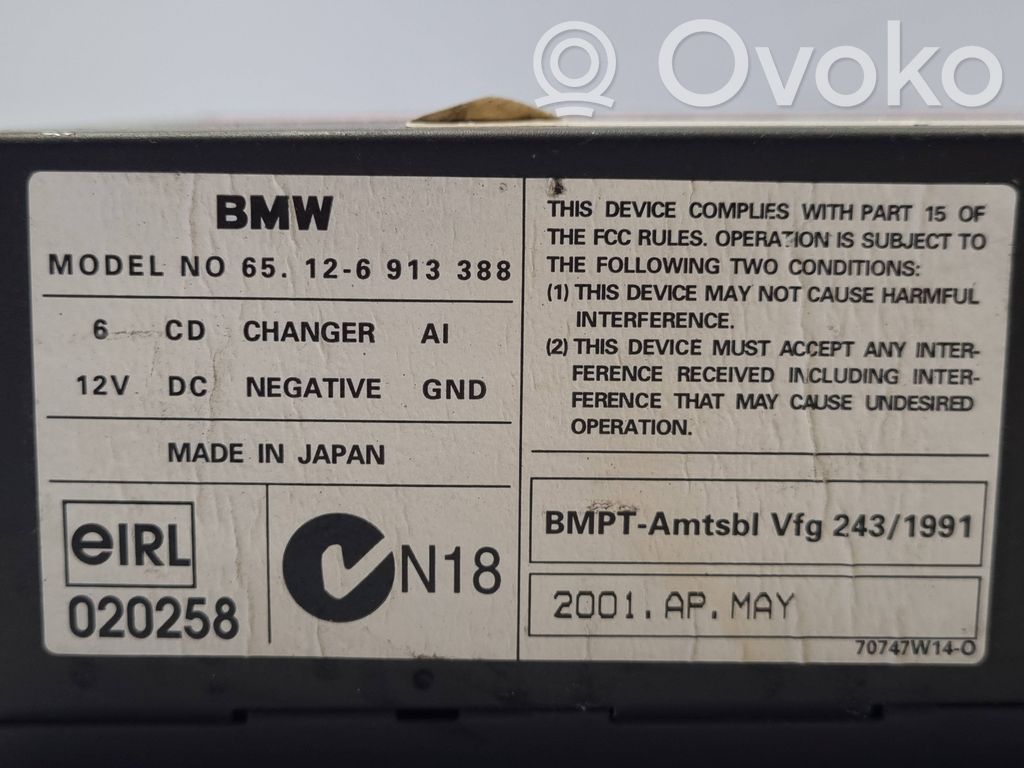 Ovoko
BMW
MODEL NO 65. 12-6 913 388
6 CD CHANGER AI
12V DC NEGATIVE GND
MADE IN JAPAN
eIRL
020258
N18
THIS DEVICE COMPLIES WITH PART 15 OF
THE FCC RULES. OPERATION IS SUBJECT TO
THE FOLLOWING TWO CONDITIONS:
(1) THIS DEVICE MAY NOT CAUSE HARMFUL
INTERFERENCE.
(2) THIS DEVICE MUST ACCEPT ANY INTER-
FERENCE RECEIVED INCLUDING INTER-
FERENCE THAT MAY CAUSE UNDESIRED
OPERATION.
BMPT-Amtsbl Vfg 243/1991
2001.AP.MAY
70747W14-O